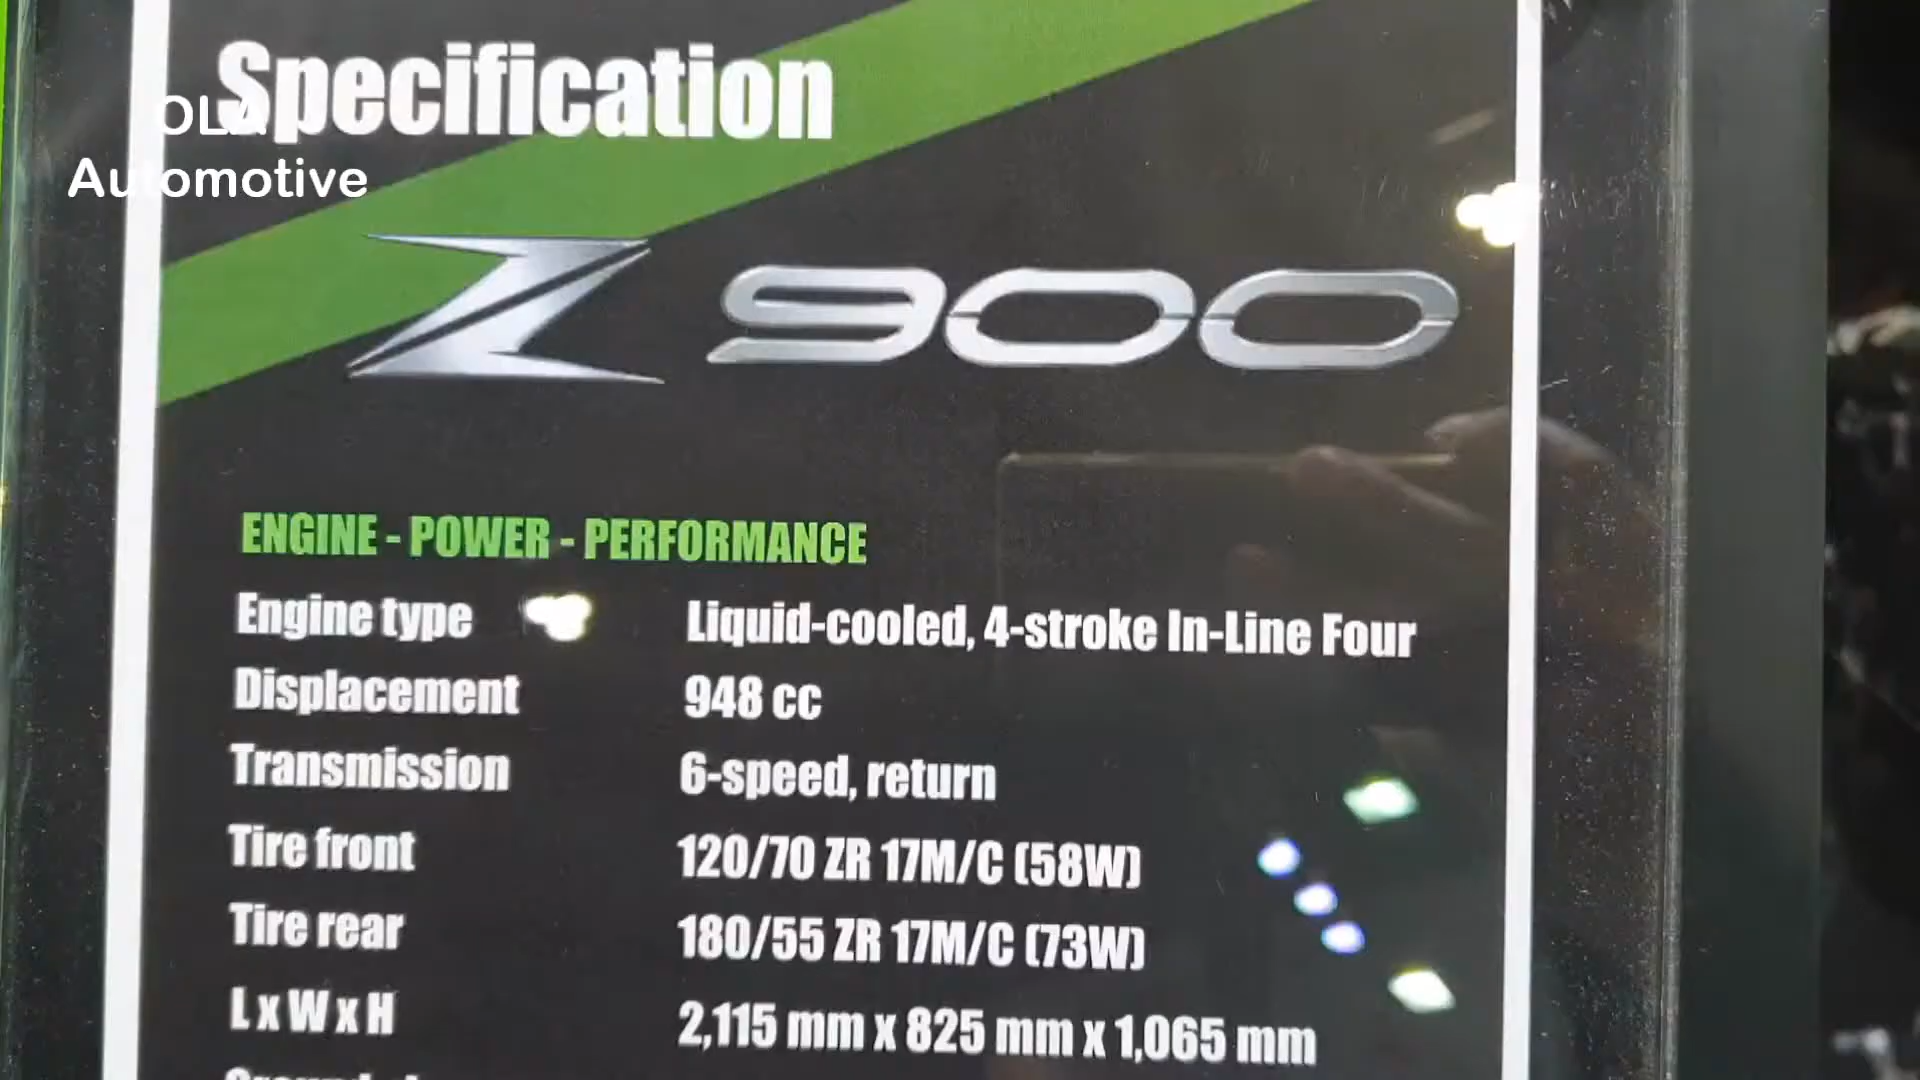 Specification
OLA
Automotive
Z900
ENGINE - POWER - PERFORMANCE
Engine type Liquid-cooled, 4-stroke In-Line Four
Displacement 948 cc
Transmission 6-speed, return
Tire front 120/70 ZR 17M/C (58W)
Tire rear 180/55 ZR 17M/C (73W)
L x W x H 2,115 mm x 825 mm x 1,065 mm